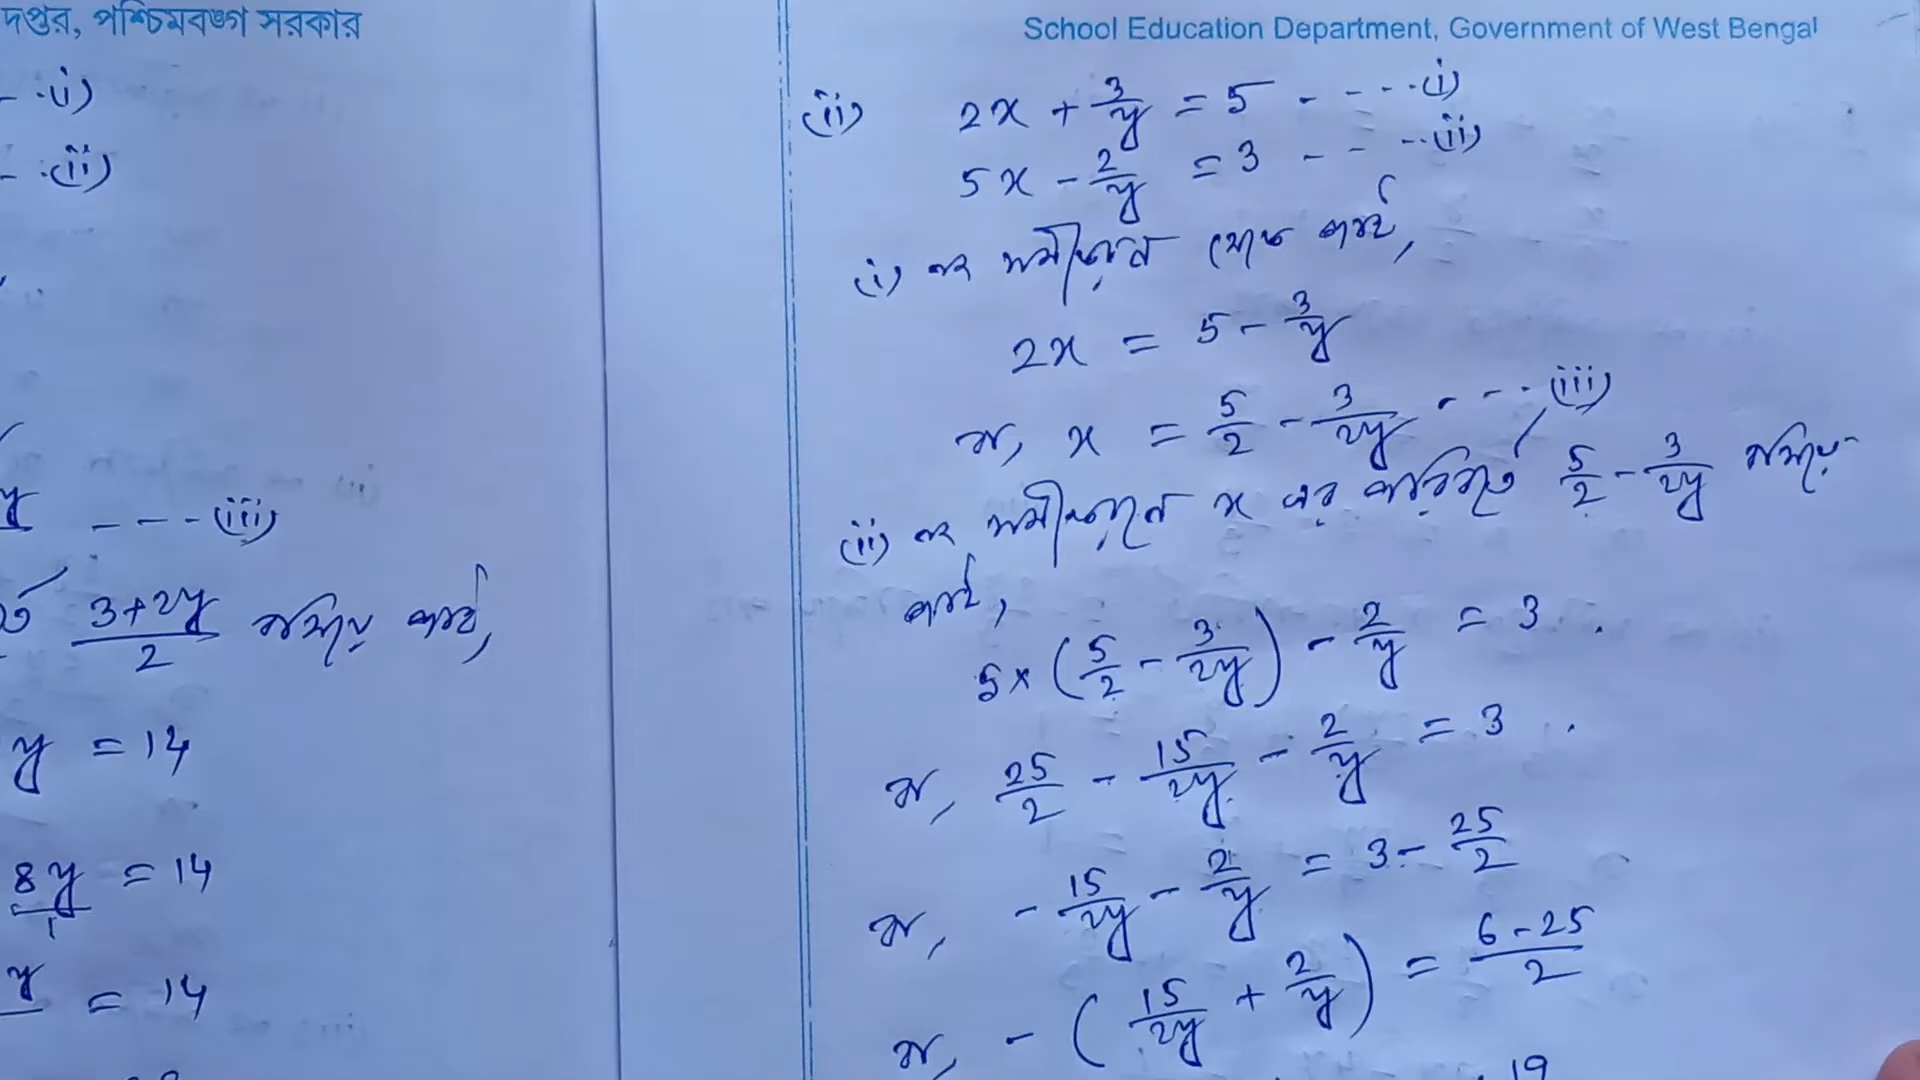 দপ্তর, পশ্চিমবঙ্গ সরকার
- ·(i)
- ·(ii)
y - - - (iii)
3+2y/2 বসিয়ে পাই,
y = 14
8y/1 = 14
y = 14
School Education Department, Government of West Bengal
(ii) 2x + 3/y = 5 - - - - (i)
5x - 2/y = 3 - - - - (ii)
(i) নং সমীকরণ থেকে পাই,
2x = 5 - 3/y
বা, x = 5/2 - 3/2y - - - (iii)
(ii) নং সমীকরণে x এর পরিবর্তে 5/2 - 3/2y বসিয়ে
পাই,
5 × (5/2 - 3/2y) - 2/y = 3
বা, 25/2 - 15/2y - 2/y = 3
বা, - 15/2y - 2/y = 3 - 25/2
বা, - (15/2y + 2/y) = 6 - 25/2
19